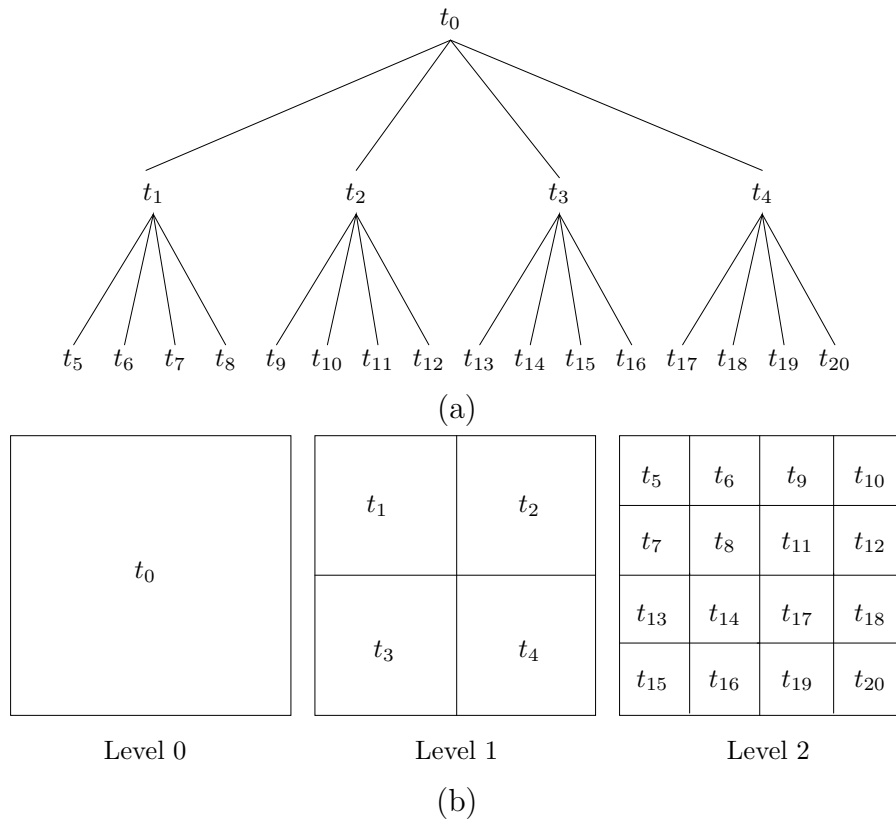 t₀
t₁ t₂ t₃ t₄
t₅ t₆ t₇ t₈ t₉ t₁₀ t₁₁ t₁₂ t₁₃ t₁₄ t₁₅ t₁₆ t₁₇ t₁₈ t₁₉ t₂₀
(a)
t₅ t₆ t₉ t₁₀
t₁ t₂
t₇ t₈ t₁₁ t₁₂
t₀
t₁₃ t₁₄ t₁₇ t₁₈
t₃ t₄
t₁₅ t₁₆ t₁₉ t₂₀
Level 0 Level 1 Level 2
(b)